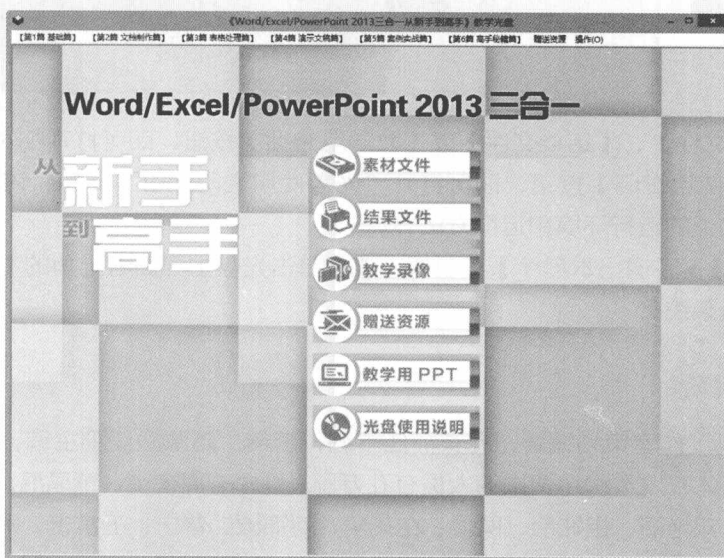 《Word/Excel/PowerPoint 2013三合一从新手到高手》教学光盘
【第1篇 基础篇】 【第2篇 文档制作篇】 【第3篇 表格处理篇】 【第4篇 演示文稿篇】 【第5篇 案例实战篇】 【第6篇 高手秘籍篇】 赠送资源 操作(O)
Word/Excel/PowerPoint 2013 三合一
从新手
到高手
素材文件
结果文件
教学录像
赠送资源
教学用 PPT
光盘使用说明